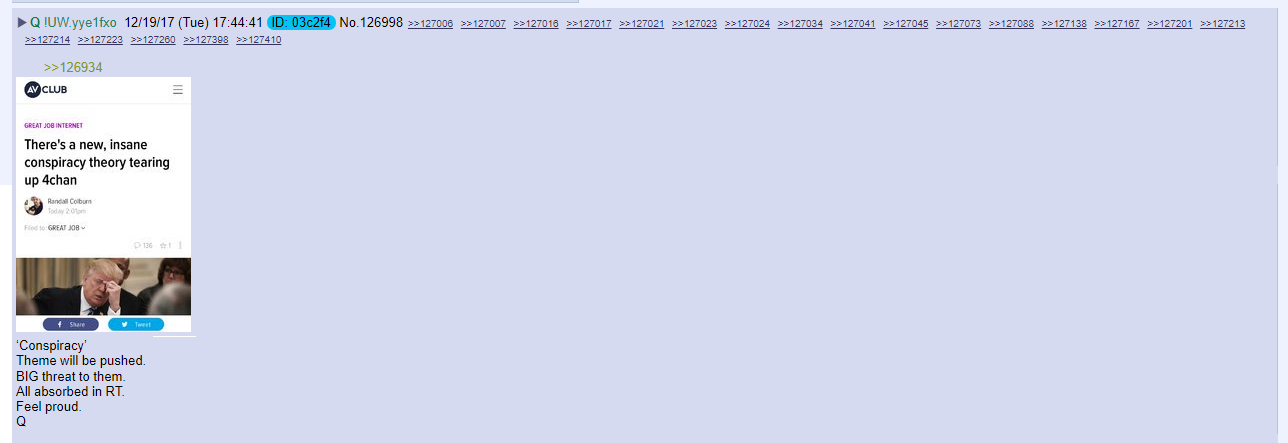 ▶ Q !UW.yye1fxo 12/19/17 (Tue) 17:44:41 ID: 03c2f4 No.126998 >>127006 >>127007 >>127016 >>127017 >>127021 >>127023 >>127024 >>127034 >>127041 >>127045 >>127073 >>127088 >>127138 >>127167 >>127201 >>127213
>>127214 >>127223 >>127260 >>127398 >>127410
>>126934
AV CLUB
GREAT JOB INTERNET
There's a new, insane
conspiracy theory tearing
up 4chan
Randall Colburn
Today 2:01pm
Filed to: GREAT JOB
136 1
Share Tweet
‘Conspiracy’
Theme will be pushed.
BIG threat to them.
All absorbed in RT.
Feel proud.
Q